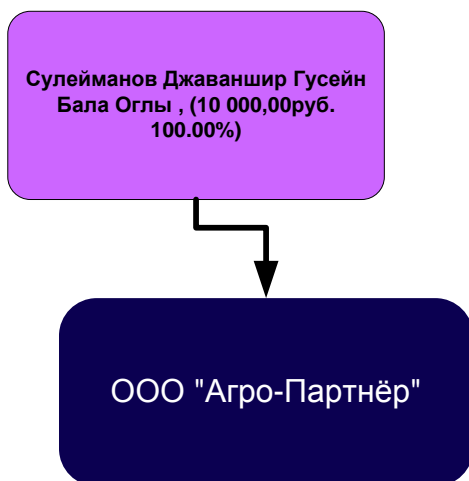 Сулейманов Джаваншир Гусейн
Бала Оглы , (10 000,00руб.
100.00%)
ООО "Агро-Партнёр"